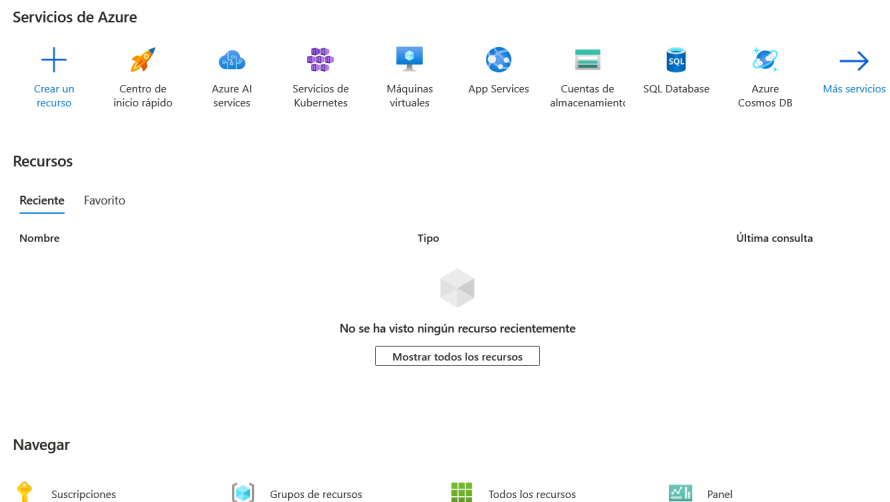 Servicios de Azure
Crear un recurso
Centro de inicio rápido
Azure AI services
Servicios de Kubernetes
Máquinas virtuales
App Services
Cuentas de almacenamiento
SQL
SQL Database
Azure Cosmos DB
Más servicios
Recursos
Reciente Favorito
Nombre Tipo Última consulta
No se ha visto ningún recurso recientemente
Mostrar todos los recursos
Navegar
Suscripciones Grupos de recursos Todos los recursos Panel